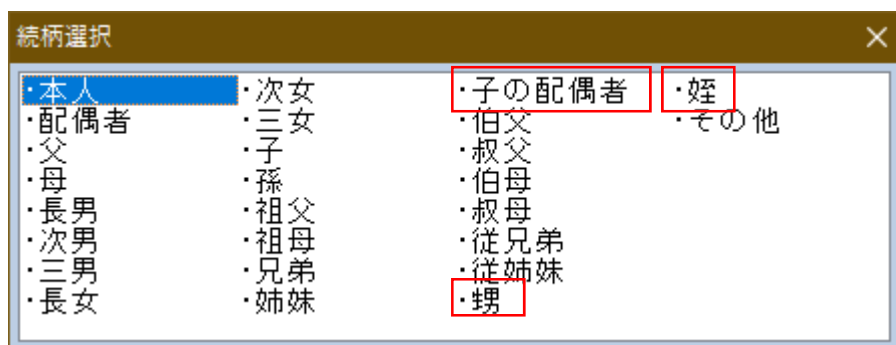 続柄選択
・本人
・配偶者
・父
・母
・長男
・次男
・三男
・長女
・次女
・三女
・子
・孫
・祖父
・祖母
・兄弟
・姉妹
・子の配偶者
・伯父
・叔父
・伯母
・叔母
・従兄弟
・従姉妹
・甥
・姪
・その他